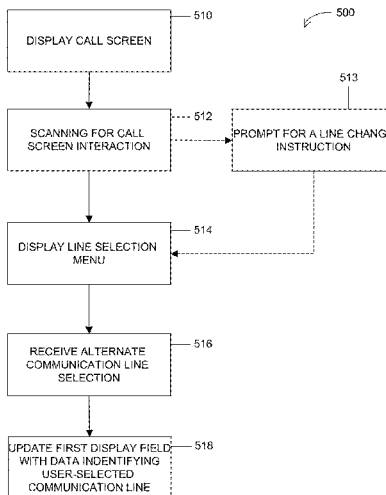 510
500
DISPLAY CALL SCREEN
513
512
SCANNING FOR CALL
SCREEN INTERACTION
PROMPT FOR A LINE CHANG
INSTRUCTION
514
DISPLAY LINE SELECTION
MENU
516
RECEIVE ALTERNATE
COMMUNICATION LINE
SELECTION
518
UPDATE FIRST DISPLAY FIELD
WITH DATA INDENTIFYING
USER-SELECTED
COMMUNICATION LINE